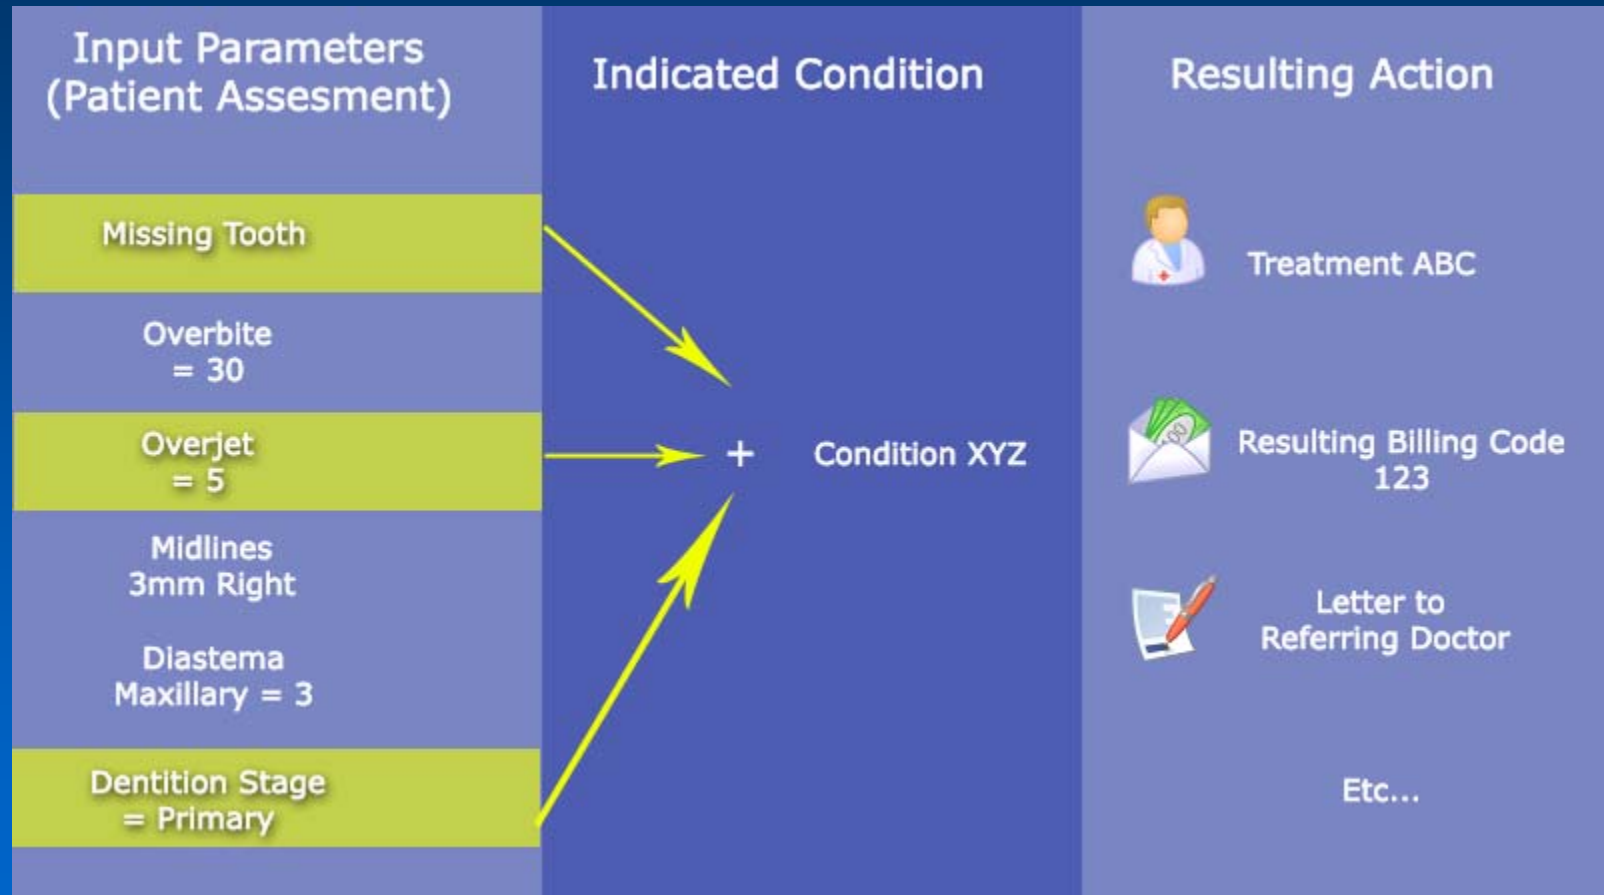 Input Parameters
(Patient Assesment)
Missing Tooth
Overbite
= 30
Overjet
= 5
Midlines
3mm Right
Diastema
Maxillary = 3
Dentition Stage
= Primary
Indicated Condition
+ Condition XYZ
Resulting Action
Treatment ABC
100
Resulting Billing Code
123
Letter to
Referring Doctor
Etc...